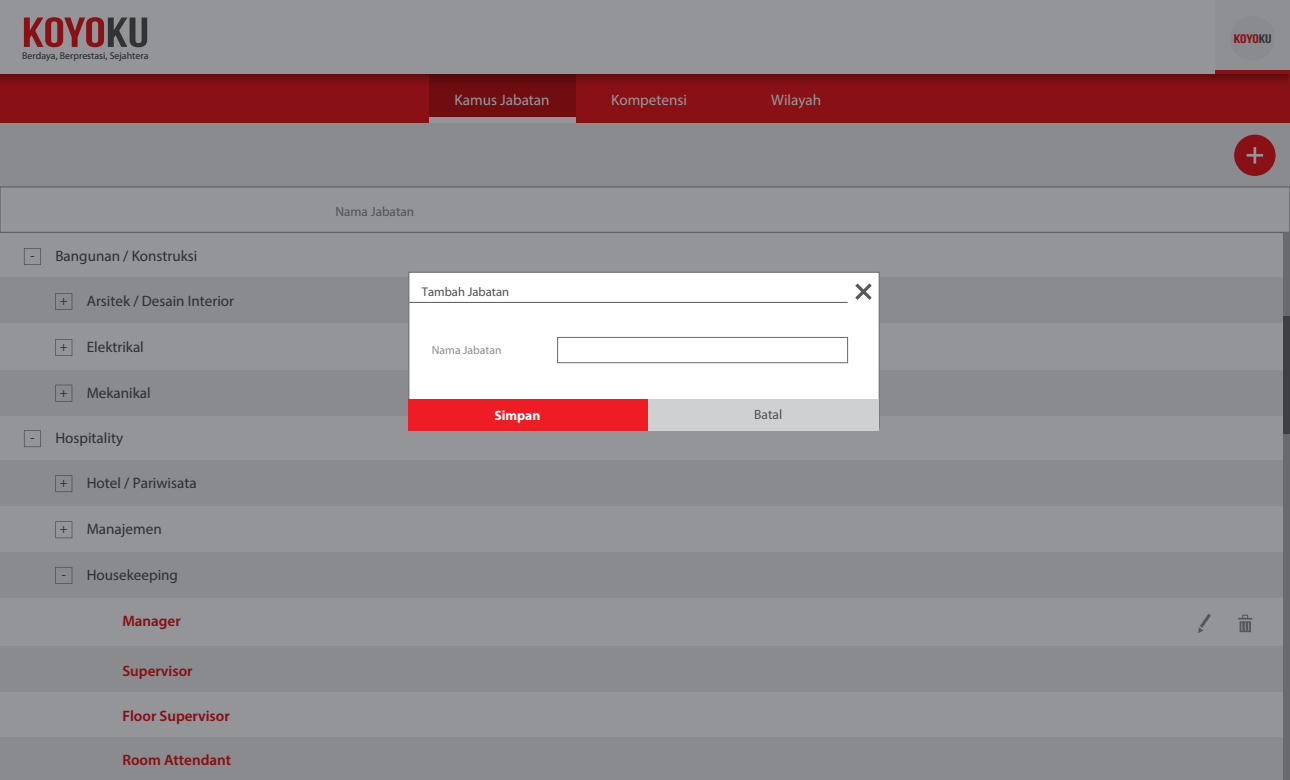 KOYOKU
Berdaya, Berprestasi, Sejahtera
KOYOKU
Kamus Jabatan
Kompetensi
Wilayah
+
Nama Jabatan
- Bangunan / Konstruksi
+ Arsitek / Desain Interior
+ Elektrikal
+ Mekanikal
Tambah Jabatan
Nama Jabatan
Simpan
Batal
- Hospitality
+ Hotel / Pariwisata
+ Manajemen
- Housekeeping
Manager
Supervisor
Floor Supervisor
Room Attendant